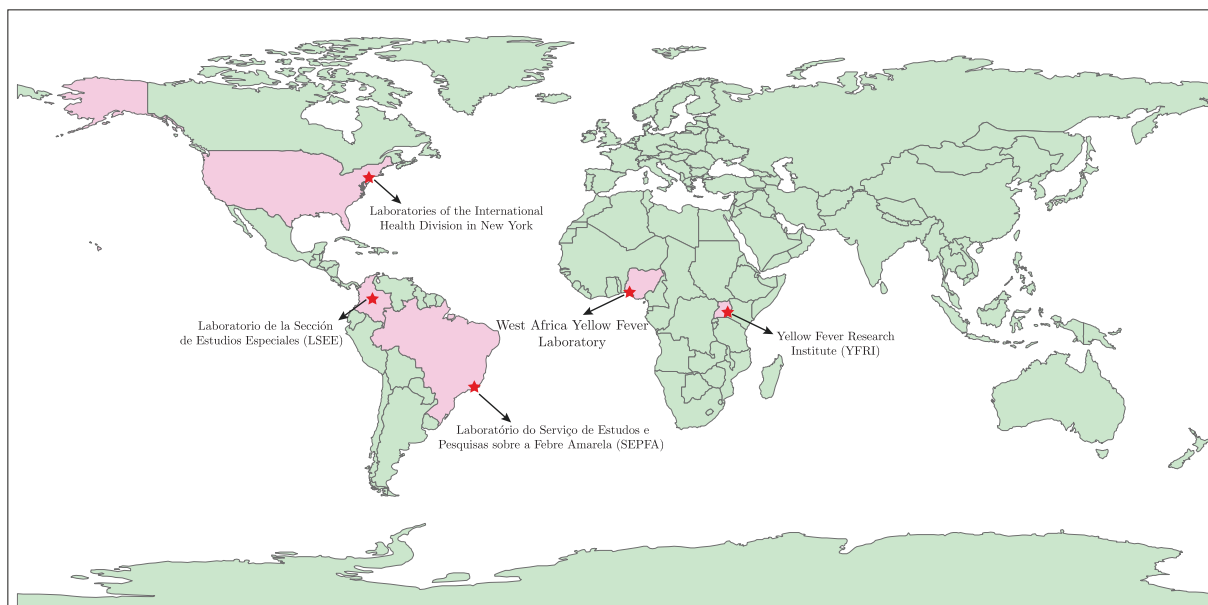 Laboratories of the International
Health Division in New York
Laboratorio de la Sección
de Estudios Especiales (LSEE)
West Africa Yellow Fever
Laboratory
Yellow Fever Research
Institute (YFRI)
Laboratório do Serviço de Estudos e
Pesquisas sobre a Febre Amarela (SEPFA)